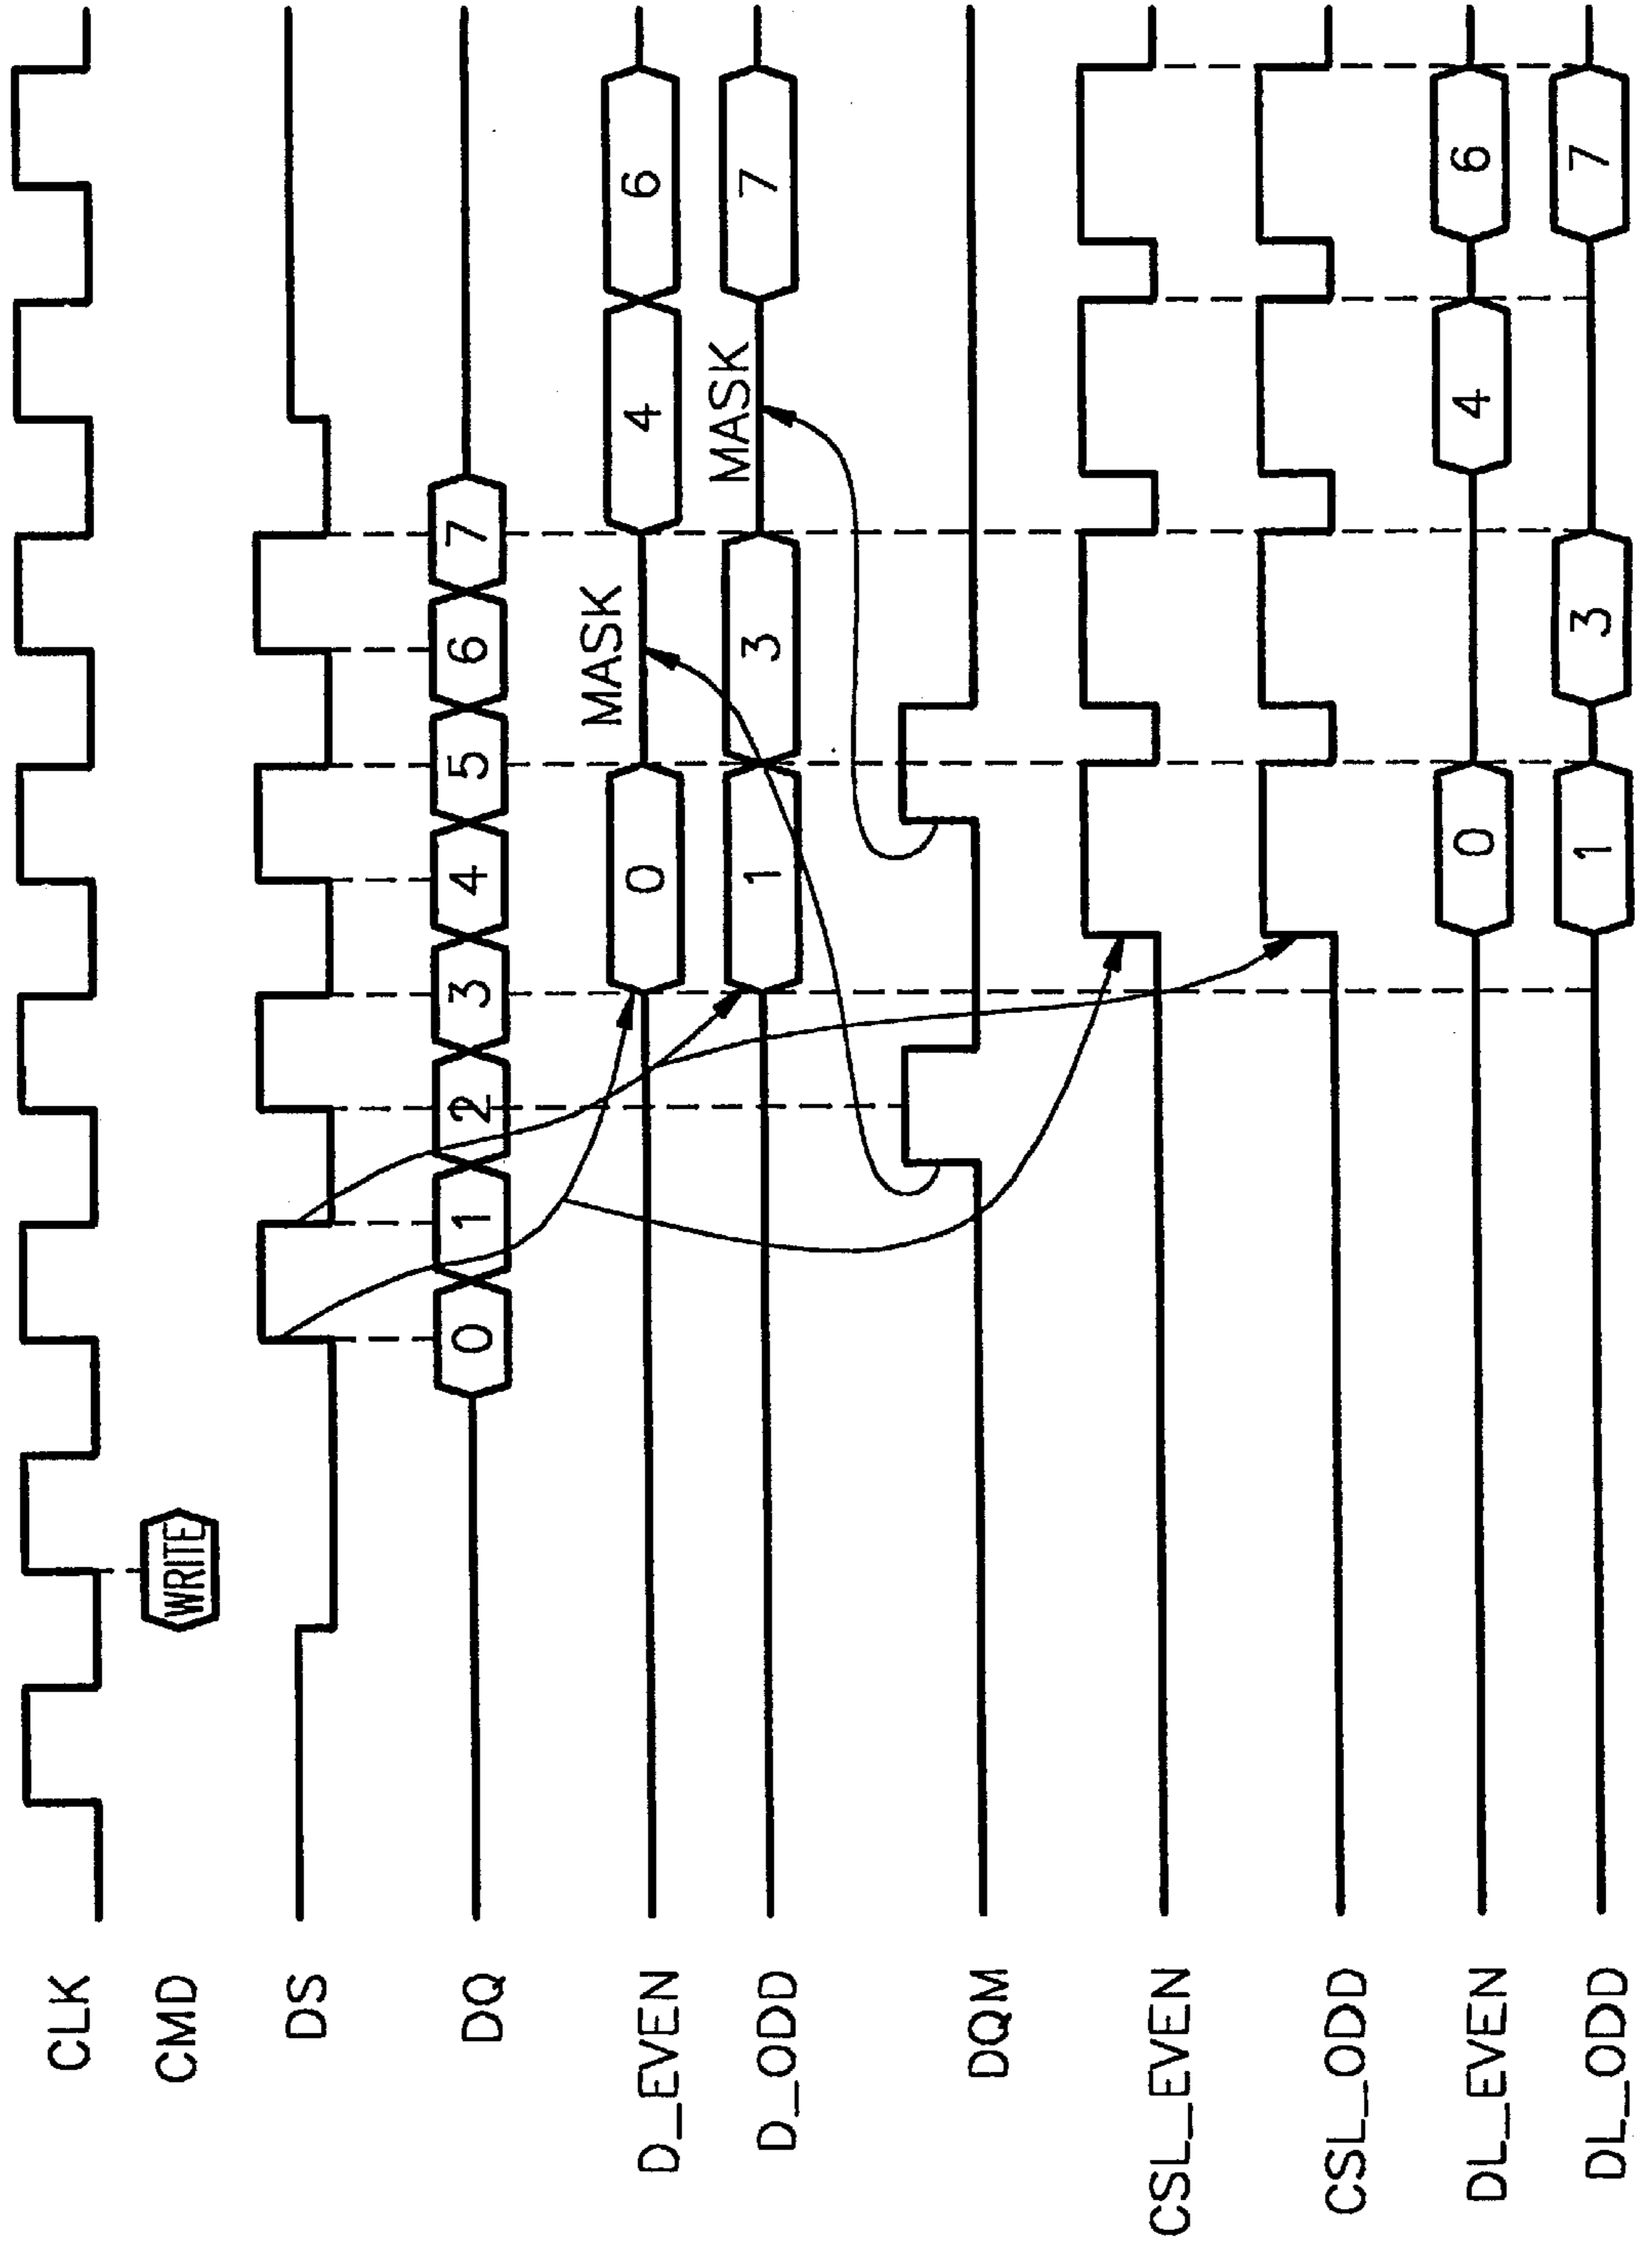 CLK
CMD WRITE
DS
DQ 0 1 2 3 4 5 6 7
D_EVEN 0 MASK 4 6
D_ODD 1 3 MASK 7
DQM
CSL_EVEN
CSL_ODD
DL_EVEN 0 4 6
DL_ODD 1 3 7